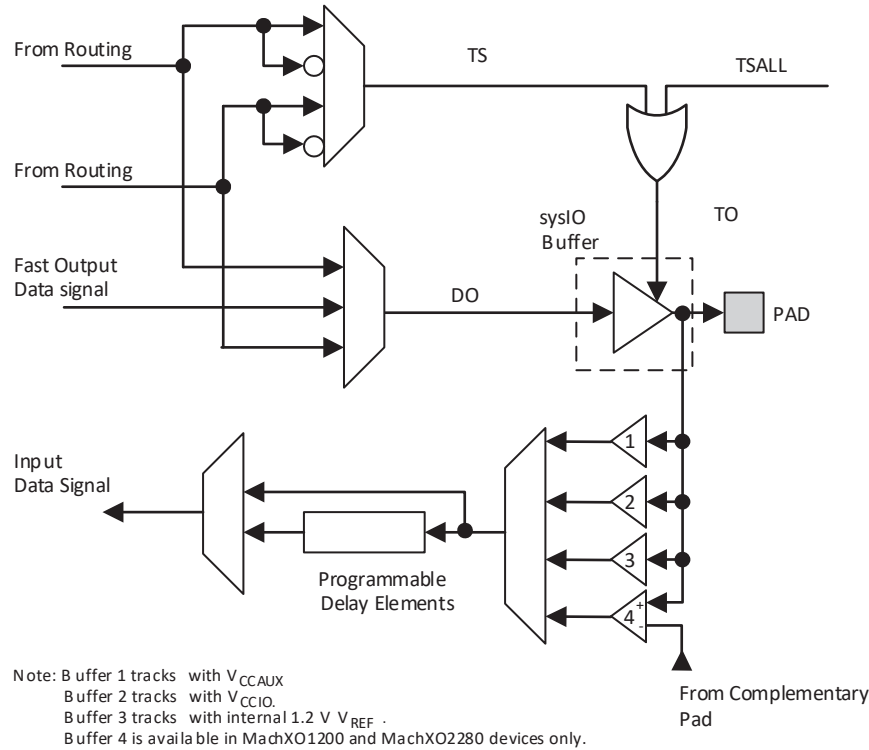 From Routing
TS
TSALL
From Routing
TO
sysIO
Buffer
Fast Output
Data signal
DO
PAD
1
Input
Data Signal
2
3
Programmable
Delay Elements
4
+
-
Note: Buffer 1 tracks with VCCAUX
Buffer 2 tracks with VCCIO.
Buffer 3 tracks with internal 1.2 V VREF .
Buffer 4 is available in MachXO1200 and MachXO2280 devices only.
From Complementary
Pad